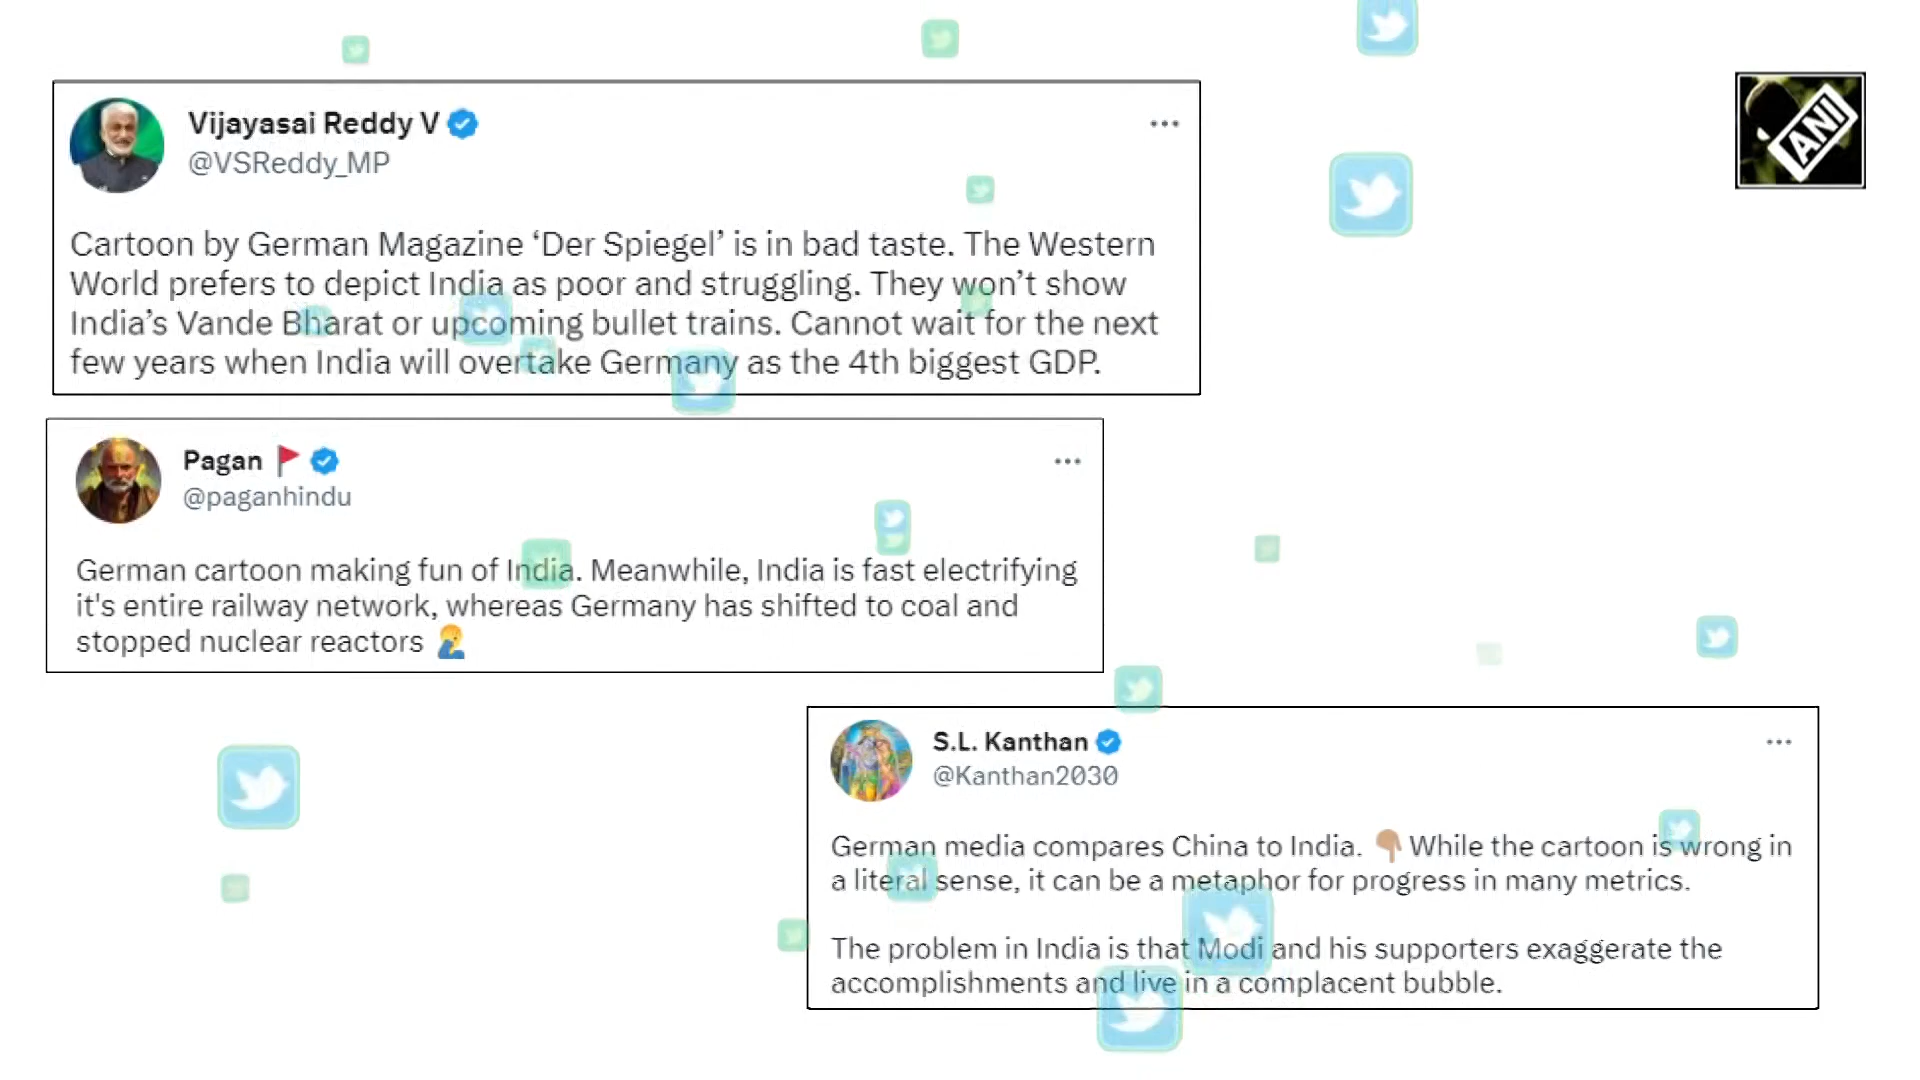 ANI
Vijayasai Reddy V
@VSReddy_MP
Cartoon by German Magazine ‘Der Spiegel’ is in bad taste. The Western
World prefers to depict India as poor and struggling. They won’t show
India’s Vande Bharat or upcoming bullet trains. Cannot wait for the next
few years when India will overtake Germany as the 4th biggest GDP.
Pagan 🚩
@paganhindu
German cartoon making fun of India. Meanwhile, India is fast electrifying
it's entire railway network, whereas Germany has shifted to coal and
stopped nuclear reactors 🤦‍♂️
S.L. Kanthan
@Kanthan2030
German media compares China to India. 👇🏽 While the cartoon is wrong in
a literal sense, it can be a metaphor for progress in many metrics.
The problem in India is that Modi and his supporters exaggerate the
accomplishments and live in a complacent bubble.